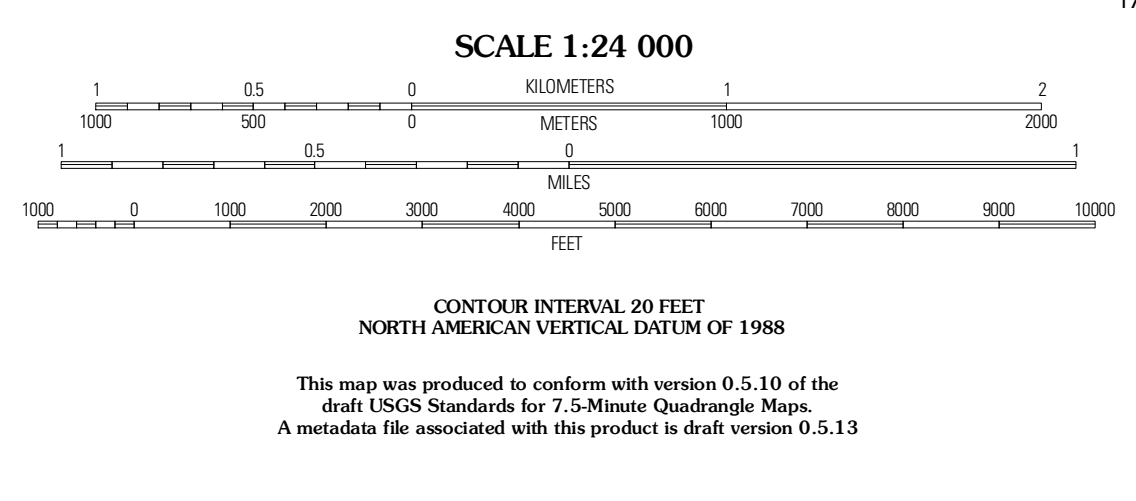 SCALE 1:24 000
1 0.5 0 KILOMETERS 1 2
1000 500 0 METERS 1000 2000
1 0.5 0 1
MILES
1000 0 1000 2000 3000 4000 5000 6000 7000 8000 9000 10000
FEET
CONTOUR INTERVAL 20 FEET
NORTH AMERICAN VERTICAL DATUM OF 1988
This map was produced to conform with version 0.5.10 of the
draft USGS Standards for 7.5-Minute Quadrangle Maps.
A metadata file associated with this product is draft version 0.5.13